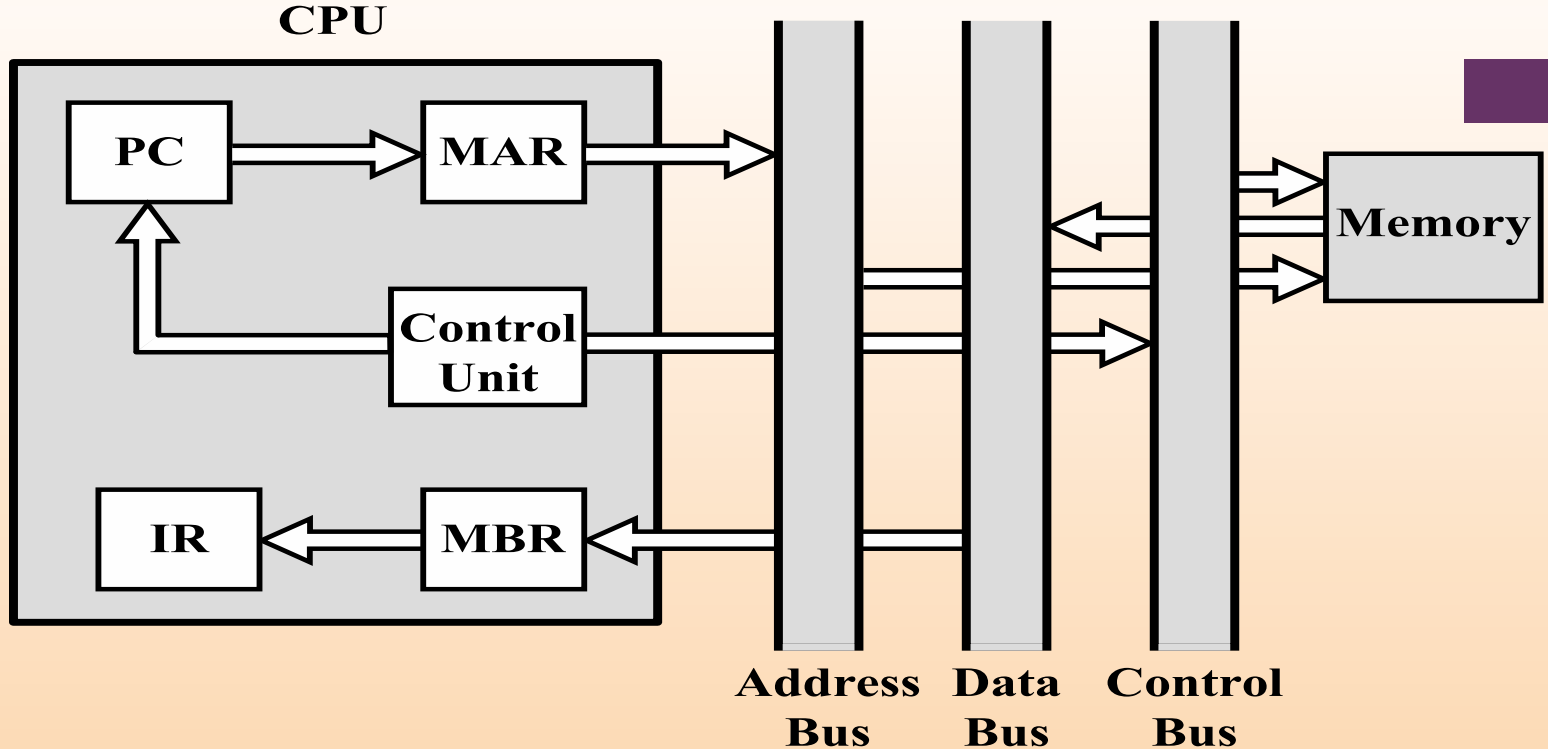 CPU
PC
MAR
Memory
Control
Unit
IR
MBR
Address
Bus
Data
Bus
Control
Bus